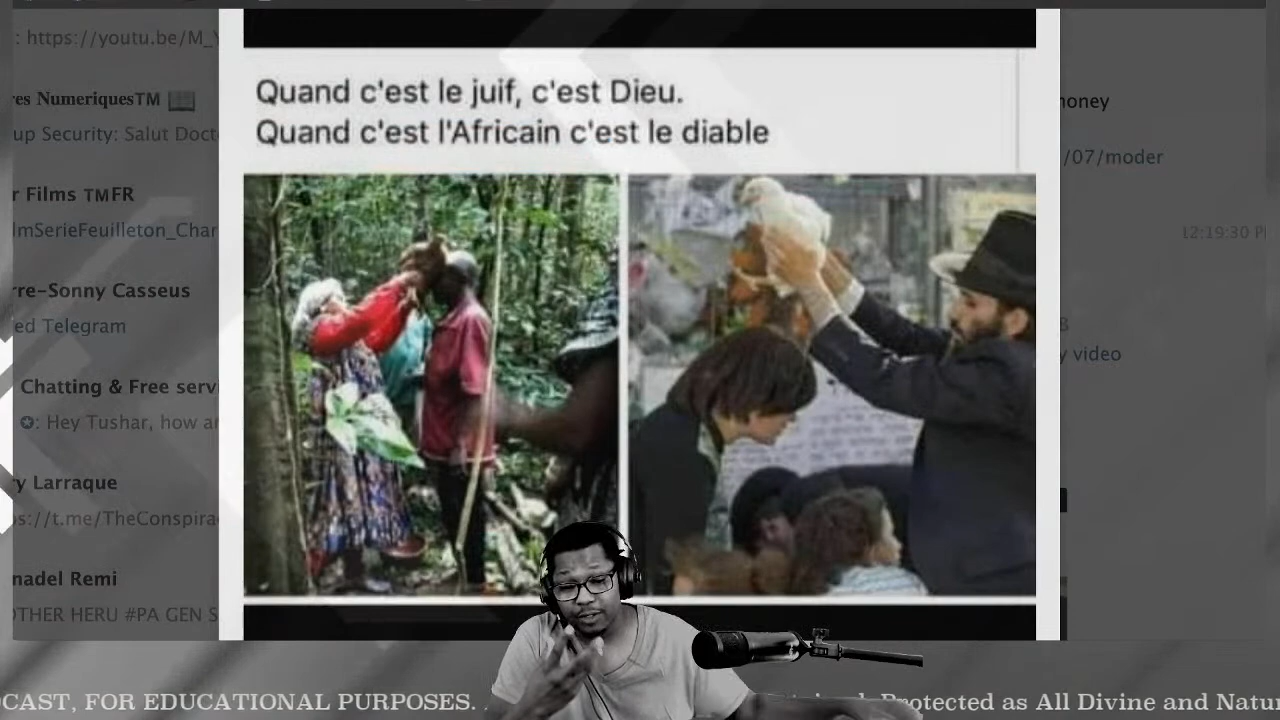 : https://youtu.be/M_
Quand c'est le juif, c'est Dieu.
Quand c'est l'Africain c'est le diable
res NumeriquesTM
up Security: Salut Doct
r Films TMFR
lmSerieFeuilleton_Char
rre-Sonny Casseus
ed Telegram
Chatting & Free servi
: Hey Tushar, how ar
y Larraque
s://t.me/TheConspira
nadel Remi
OTHER HERU #PA GEN S
money
/07/moder
12:19:30 P
y video
CAST, FOR EDUCATIONAL PURPOSES.
Protected as All Divine and Natur